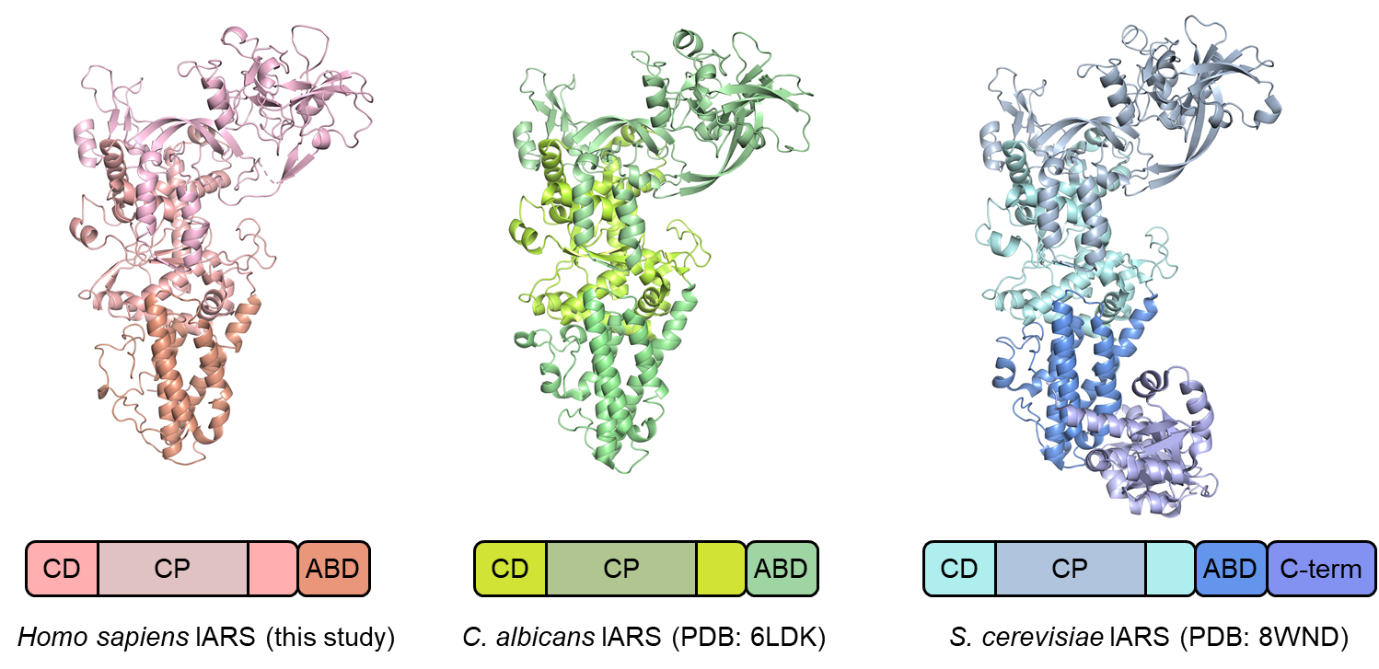 CD CP ABD CD CP ABD CD CP ABD C-term
Homo sapiens IARS (this study) C. albicans IARS (PDB: 6LDK) S. cerevisiae IARS (PDB: 8WND)